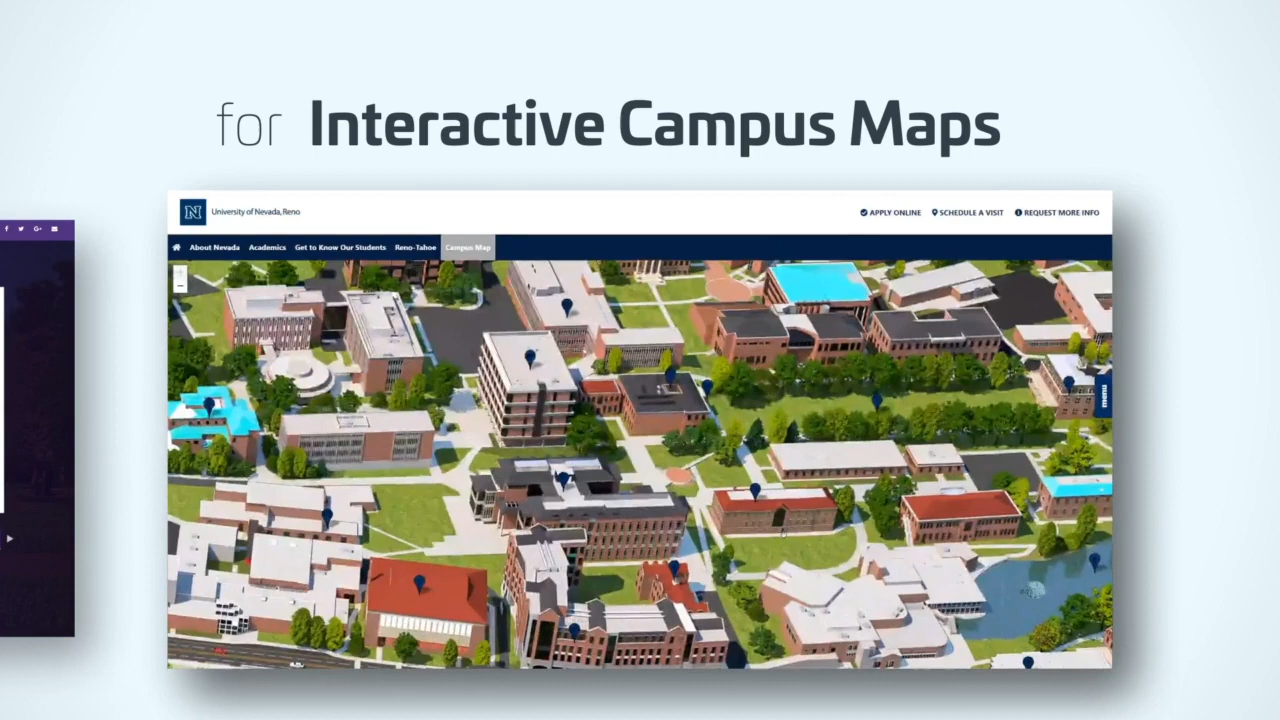 for Interactive Campus Maps
N University of Nevada, Reno
APPLY ONLINE SCHEDULE A VISIT REQUEST MORE INFO
About Nevada Academics Get to Know Our Students Reno-Tahoe Campus Map
menu